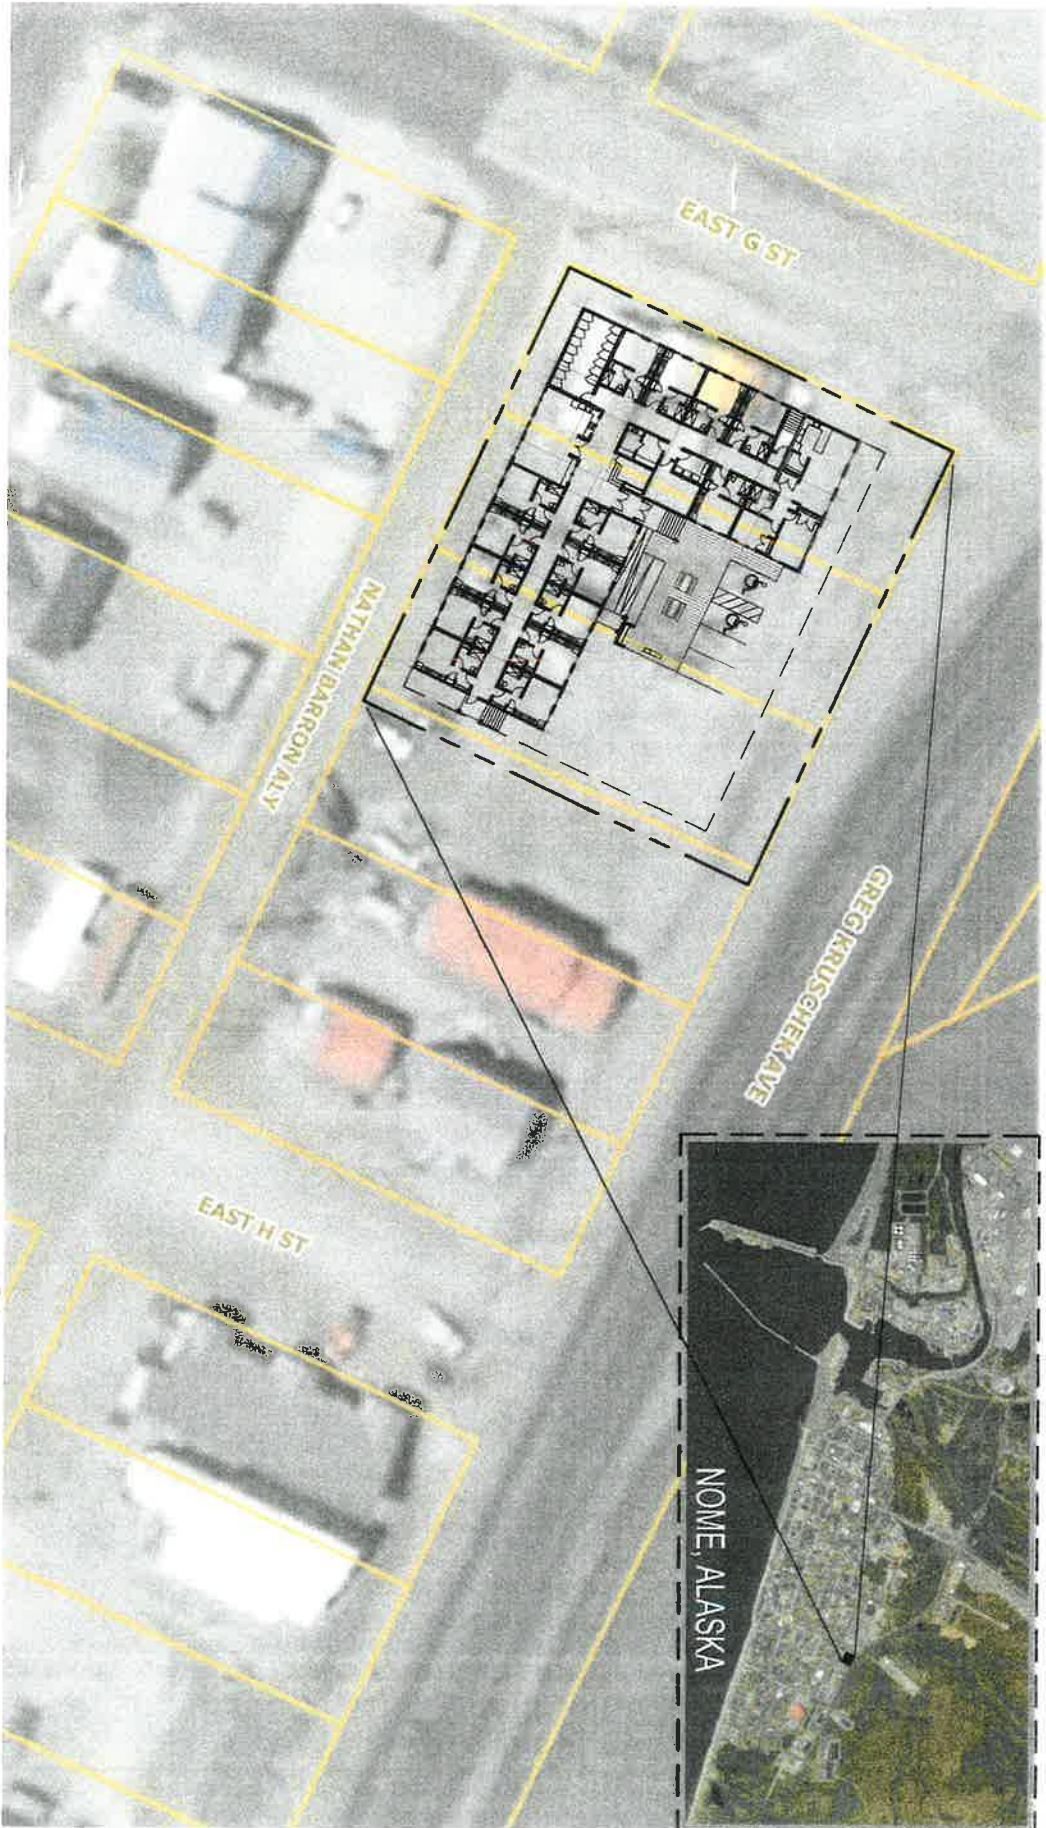 EAST G ST
NATHAN BARRON ALY
GREG KRUSCHEK AVE
EAST H ST
NOME, ALASKA